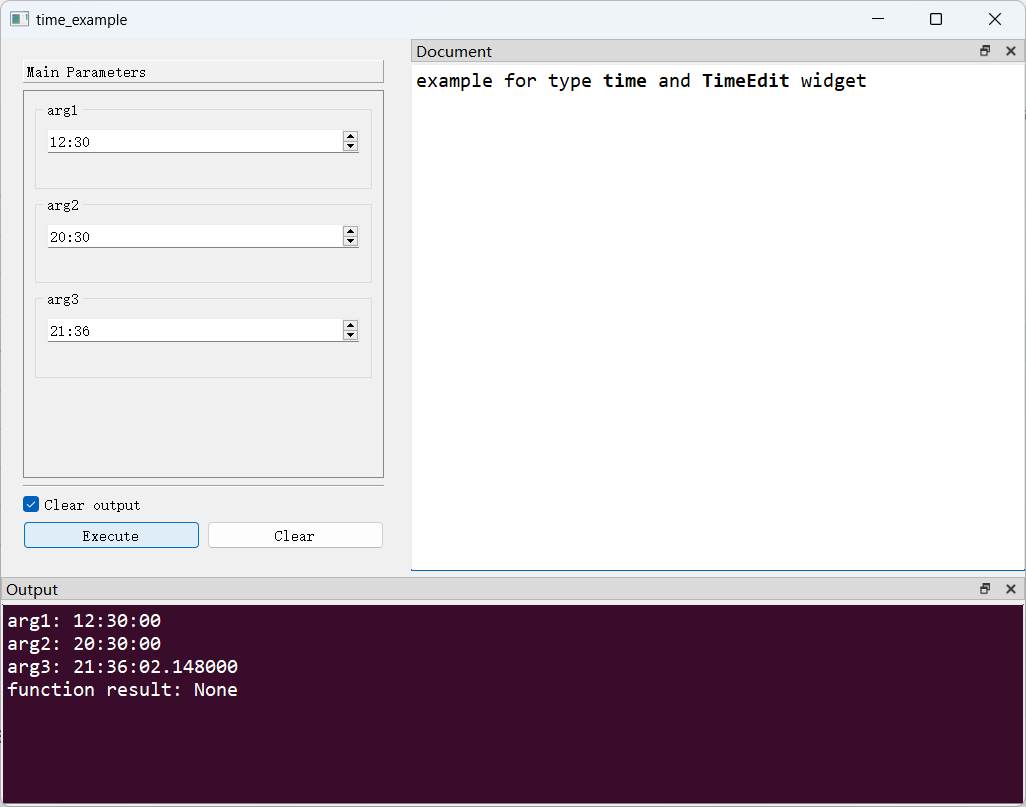 time_example
Main Parameters
arg1
12:30
arg2
20:30
arg3
21:36
Clear output
Execute
Clear
Document
example for type time and TimeEdit widget
Output
arg1: 12:30:00
arg2: 20:30:00
arg3: 21:36:02.148000
function result: None